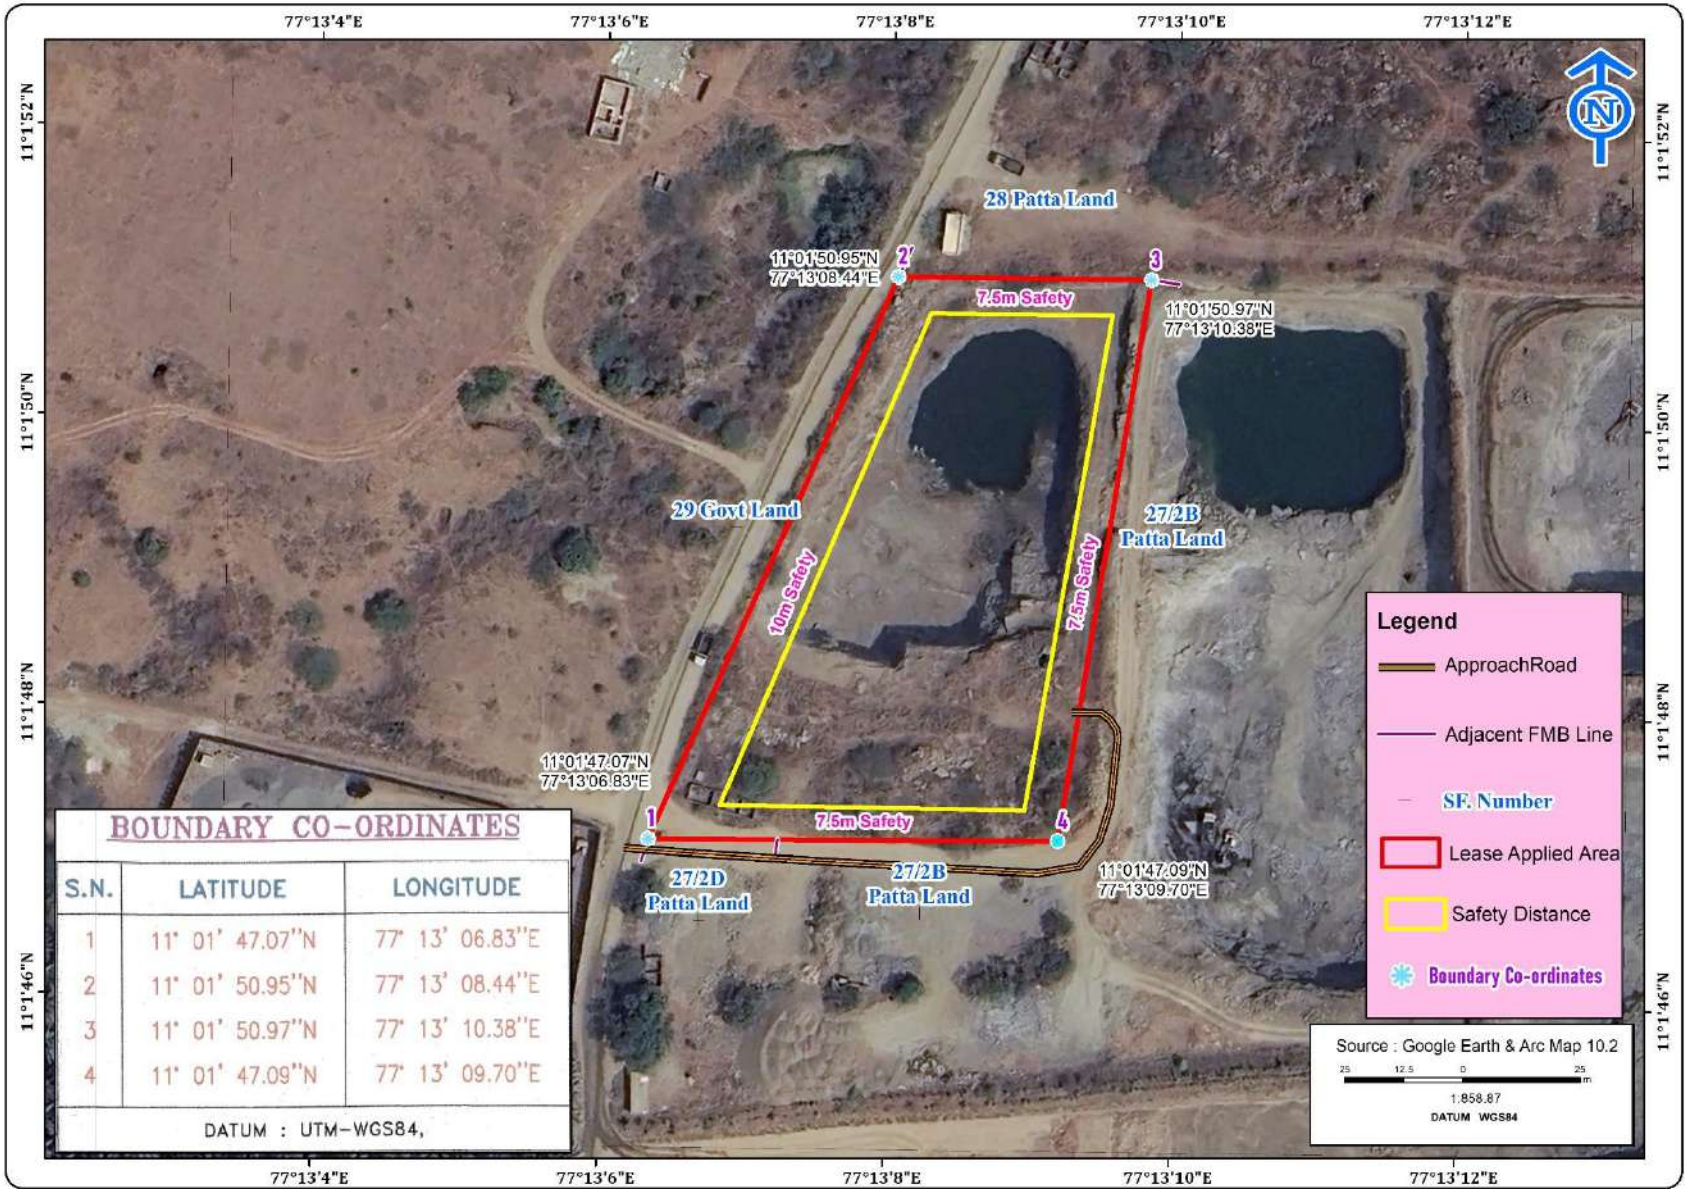 77°13'4"E 77°13'6"E 77°13'8"E 77°13'10"E 77°13'12"E
11°1'52"N
11°1'50"N
11°1'48"N
11°1'46"N
N
28 Patta Land
11°01'50.95"N
77°13'08.44"E
2'
3
7.5m Safety
11°01'50.97"N
77°13'10.38"E
29 Govt Land
27/2B
Patta Land
10m Safety
7.5m Safety
11°01'47.07"N
77°13'06.83"E
1
7.5m Safety
4
11°01'47.09"N
77°13'09.70"E
27/2D
Patta Land
27/2B
Patta Land
BOUNDARY CO-ORDINATES
S.N. LATITUDE LONGITUDE
1 11° 01' 47.07"N 77° 13' 06.83"E
2 11° 01' 50.95"N 77° 13' 08.44"E
3 11° 01' 50.97"N 77° 13' 10.38"E
4 11° 01' 47.09"N 77° 13' 09.70"E
DATUM : UTM-WGS84,
Legend
ApproachRoad
Adjacent FMB Line
SF. Number
Lease Applied Area
Safety Distance
Boundary Co-ordinates
Source : Google Earth & Arc Map 10.2
25 12.5 0 25
m
1:858.87
DATUM WGS84
11°1'52"N
11°1'50"N
11°1'48"N
11°1'46"N
77°13'4"E 77°13'6"E 77°13'8"E 77°13'10"E 77°13'12"E